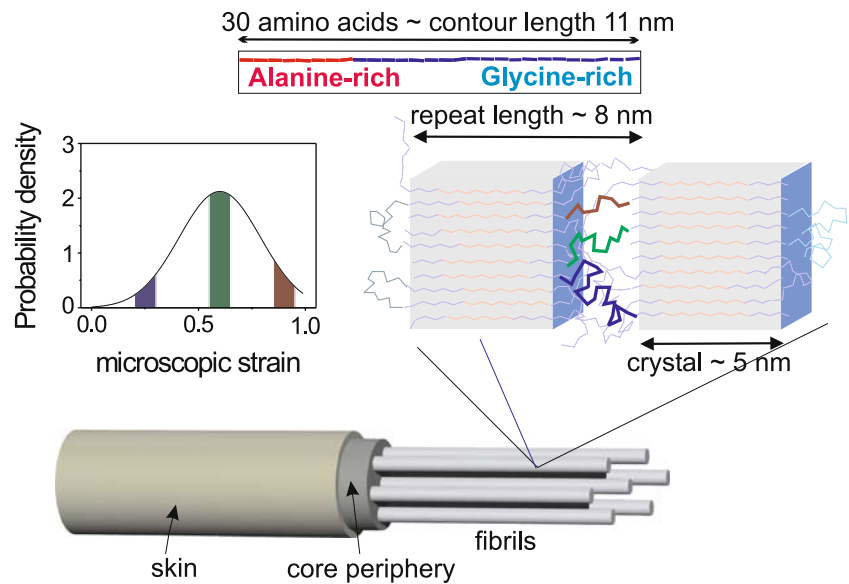 30 amino acids ~ contour length 11 nm
Alanine-rich Glycine-rich
repeat length ~ 8 nm
Probability density
3
2
1
0
0.0 0.5 1.0
microscopic strain
crystal ~ 5 nm
skin
core periphery
fibrils